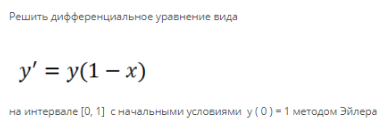 Решить дифференциальное уравнение вида
y′ = y(1 − x)
на интервале [0, 1] с начальными условиями y ( 0 ) = 1 методом Эйлера